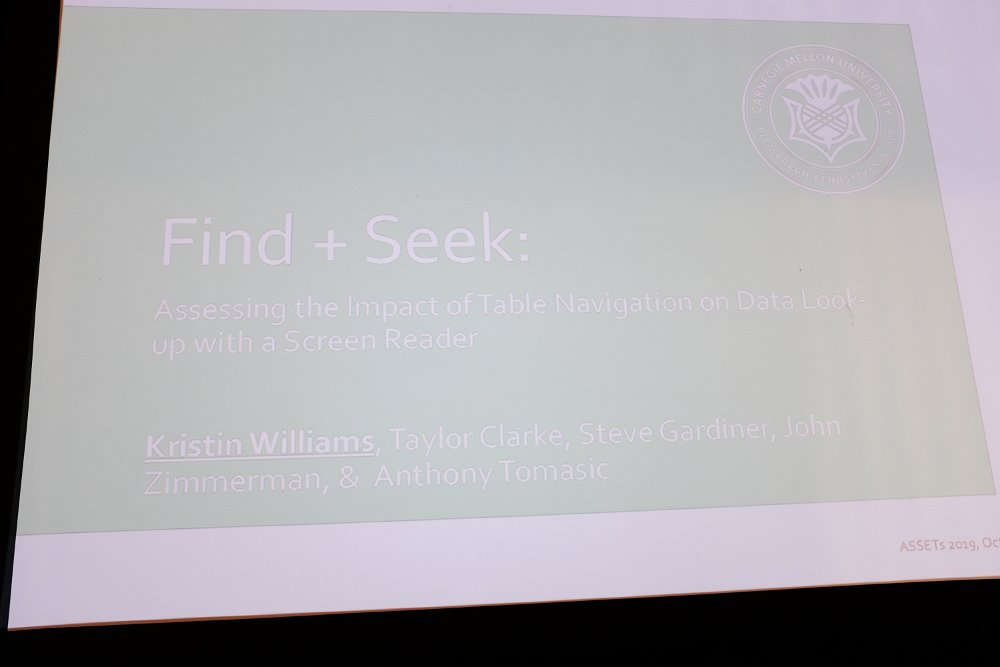 CARNEGIE MELLON UNIVERSITY
PITTSBURGH, PENNSYLVANIA 1900
Find + Seek:
Assessing the Impact of Table Navigation on Data Look-
up with a Screen Reader
Kristin Williams, Taylor Clarke, Steve Gardiner, John
Zimmerman, & Anthony Tomasic
ASSETs 2019, Oc